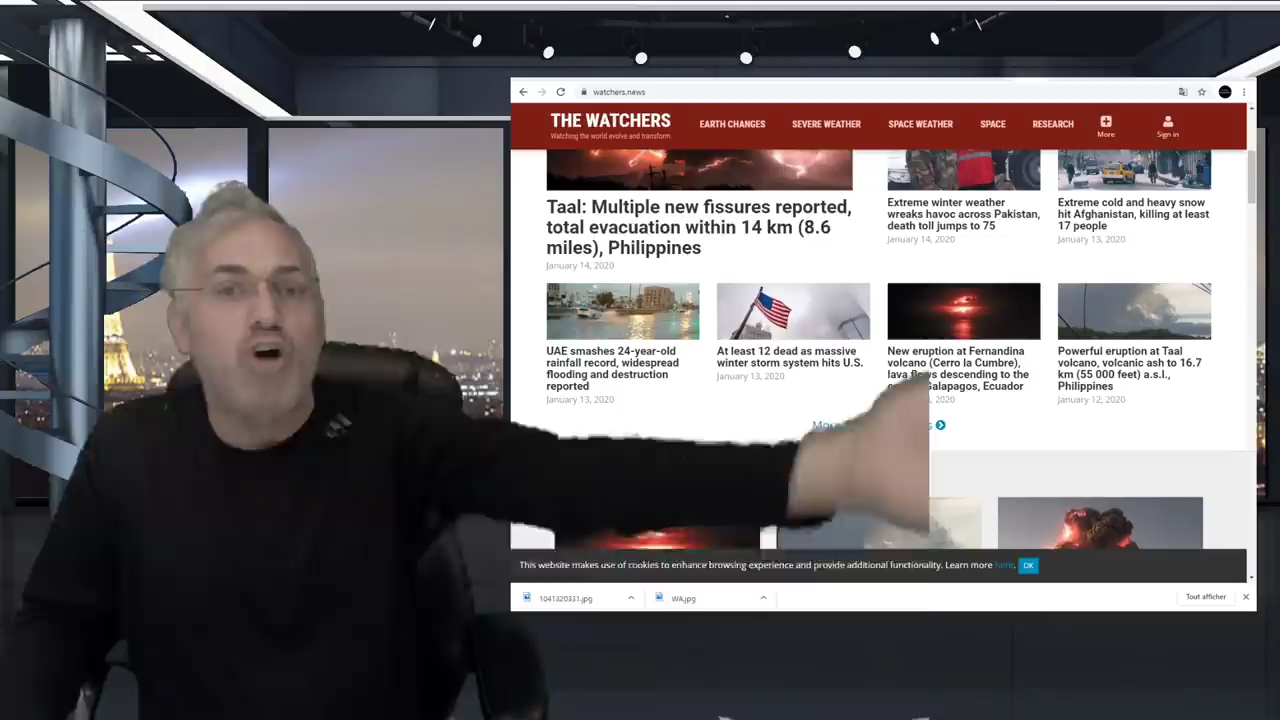 watchers.news
THE WATCHERS
Watching the world evolve and transform
EARTH CHANGES
SEVERE WEATHER
SPACE WEATHER
SPACE
RESEARCH
More
Sign in
Taal: Multiple new fissures reported,
total evacuation within 14 km (8.6
miles), Philippines
January 14, 2020
Extreme winter weather
wreaks havoc across Pakistan,
death toll jumps to 75
January 14, 2020
Extreme cold and heavy snow
hit Afghanistan, killing at least
17 people
January 13, 2020
UAE smashes 24-year-old
rainfall record, widespread
flooding and destruction
reported
January 13, 2020
At least 12 dead as massive
winter storm system hits U.S.
January 13, 2020
New eruption at Fernandina
volcano (Cerro la Cumbre),
lava flows descending to the
Galapagos, Ecuador
2020
Powerful eruption at Taal
volcano, volcanic ash to 16.7
km (55 000 feet) a.s.l.,
Philippines
January 12, 2020
This website makes use of cookies to enhance browsing experience and provide additional functionality. Learn more here. OK
1041320331.jpg
WA.jpg
Tout afficher